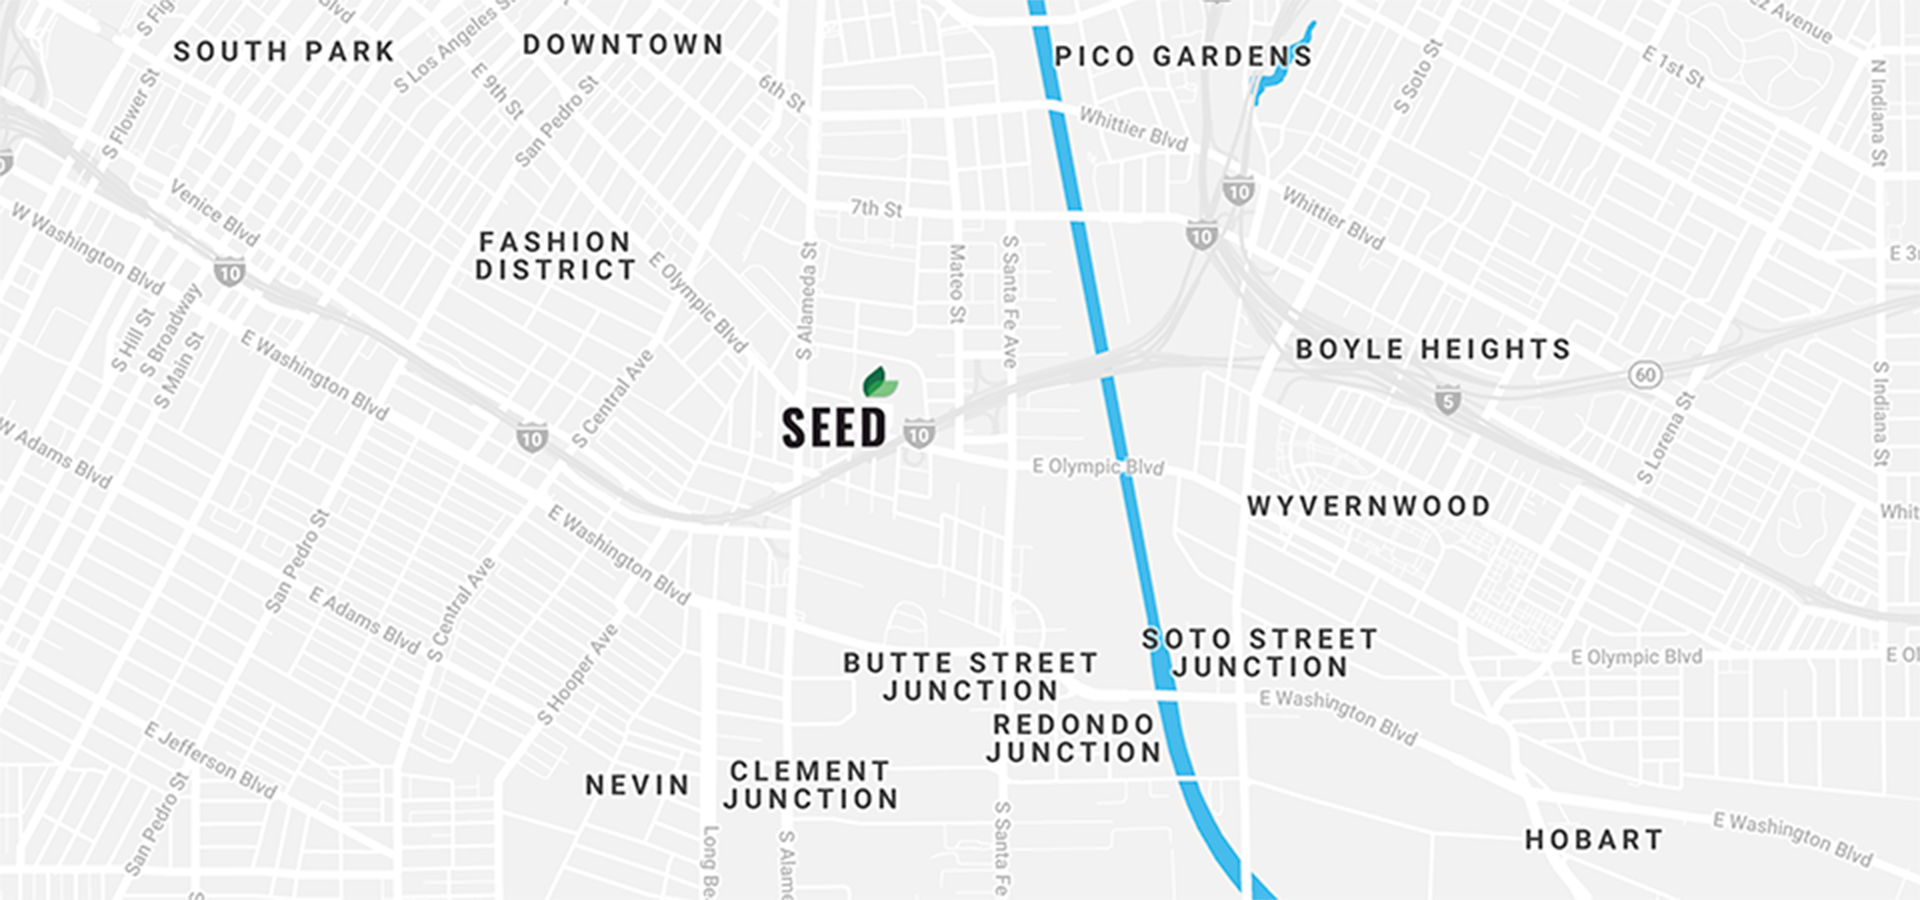 S Fig
Blvd
SOUTH PARK
S Los Angeles S
DOWNTOWN
PICO GARDENS
S Soto St
E 1st St
ez Avenue
N Indiana St
S Flower St
E 9th St
San Pedro St
6th St
Whittier Blvd
10
Whittier Blvd
10
Venice Blvd
W Washington Blvd
10
7th St
FASHION
DISTRICT
E Olympic Blvd
S Alameda St
Mateo St
S Santa Fe Ave
E 3r
S Hill St
S Broadway
S Main St
E Washington Blvd
S Central Ave
BOYLE HEIGHTS
60
5
S Lorena St
S Indiana St
SEED
10
10
W Adams Blvd
E Olympic Blvd
WYVERNWOOD
Whit
San Pedro St
E Washington Blvd
E Adams Blvd
S Central Ave
S Hooper Ave
BUTTE STREET
JUNCTION
SOTO STREET
JUNCTION
E Olympic Blvd
E Ol
E Washington Blvd
REDONDO
JUNCTION
E Jefferson Blvd
San Pedro St
NEVIN
CLEMENT
JUNCTION
Long Be
S Alame
S Santa Fe
HOBART
E Washington Blvd
S